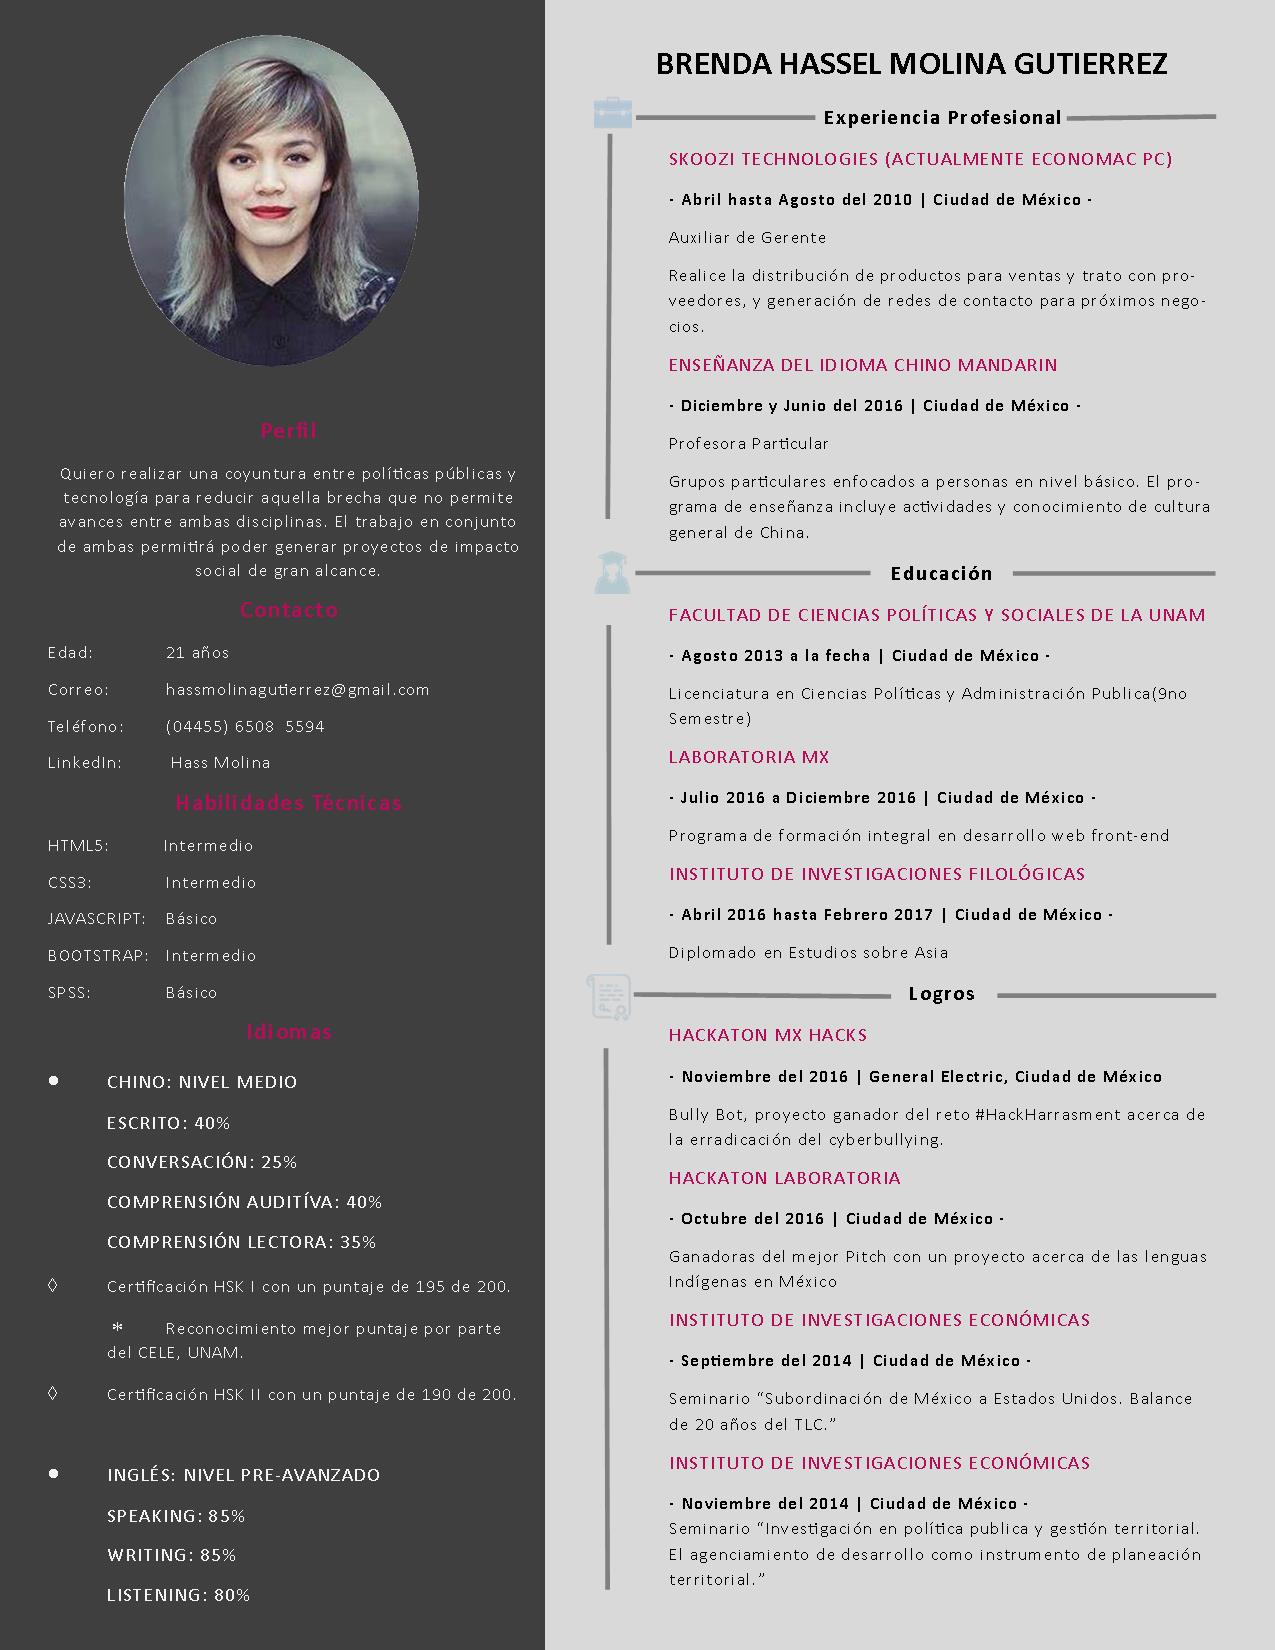 Perfil
Quiero realizar una coyuntura entre políticas públicas y
tecnología para reducir aquella brecha que no permite
avances entre ambas disciplinas. El trabajo en conjunto
de ambas permitirá poder generar proyectos de impacto
social de gran alcance.
Contacto
Edad: 21 años
Correo: hassmolinagutierrez@gmail.com
Teléfono: (04455) 6508 5594
LinkedIn: Hass Molina
Habilidades Técnicas
HTML5: Intermedio
CSS3: Intermedio
JAVASCRIPT: Básico
BOOTSTRAP: Intermedio
SPSS: Básico
Idiomas
● CHINO: NIVEL MEDIO
ESCRITO: 40%
CONVERSACIÓN: 25%
COMPRENSIÓN AUDITÍVA: 40%
COMPRENSIÓN LECTORA: 35%
◊ Certificación HSK I con un puntaje de 195 de 200.
* Reconocimiento mejor puntaje por parte
del CELE, UNAM.
◊ Certificación HSK II con un puntaje de 190 de 200.
● INGLÉS: NIVEL PRE-AVANZADO
SPEAKING: 85%
WRITING: 85%
LISTENING: 80%
BRENDA HASSEL MOLINA GUTIERREZ
Experiencia Profesional
SKOOZI TECHNOLOGIES (ACTUALMENTE ECONOMAC PC)
- Abril hasta Agosto del 2010 | Ciudad de México -
Auxiliar de Gerente
Realice la distribución de productos para ventas y trato con pro-
veedores, y generación de redes de contacto para próximos nego-
cios.
ENSEÑANZA DEL IDIOMA CHINO MANDARIN
- Diciembre y Junio del 2016 | Ciudad de México -
Profesora Particular
Grupos particulares enfocados a personas en nivel básico. El pro-
grama de enseñanza incluye actividades y conocimiento de cultura
general de China.
Educación
FACULTAD DE CIENCIAS POLÍTICAS Y SOCIALES DE LA UNAM
- Agosto 2013 a la fecha | Ciudad de México -
Licenciatura en Ciencias Políticas y Administración Publica(9no
Semestre)
LABORATORIA MX
- Julio 2016 a Diciembre 2016 | Ciudad de México -
Programa de formación integral en desarrollo web front-end
INSTITUTO DE INVESTIGACIONES FILOLÓGICAS
- Abril 2016 hasta Febrero 2017 | Ciudad de México -
Diplomado en Estudios sobre Asia
Logros
HACKATON MX HACKS
- Noviembre del 2016 | General Electric, Ciudad de México
Bully Bot, proyecto ganador del reto #HackHarrasment acerca de
la erradicación del cyberbullying.
HACKATON LABORATORIA
- Octubre del 2016 | Ciudad de México -
Ganadoras del mejor Pitch con un proyecto acerca de las lenguas
Indígenas en México
INSTITUTO DE INVESTIGACIONES ECONÓMICAS
- Septiembre del 2014 | Ciudad de México -
Seminario “Subordinación de México a Estados Unidos. Balance
de 20 años del TLC.”
INSTITUTO DE INVESTIGACIONES ECONÓMICAS
- Noviembre del 2014 | Ciudad de México -
Seminario “Investigación en política publica y gestión territorial.
El agenciamiento de desarrollo como instrumento de planeación
territorial.”